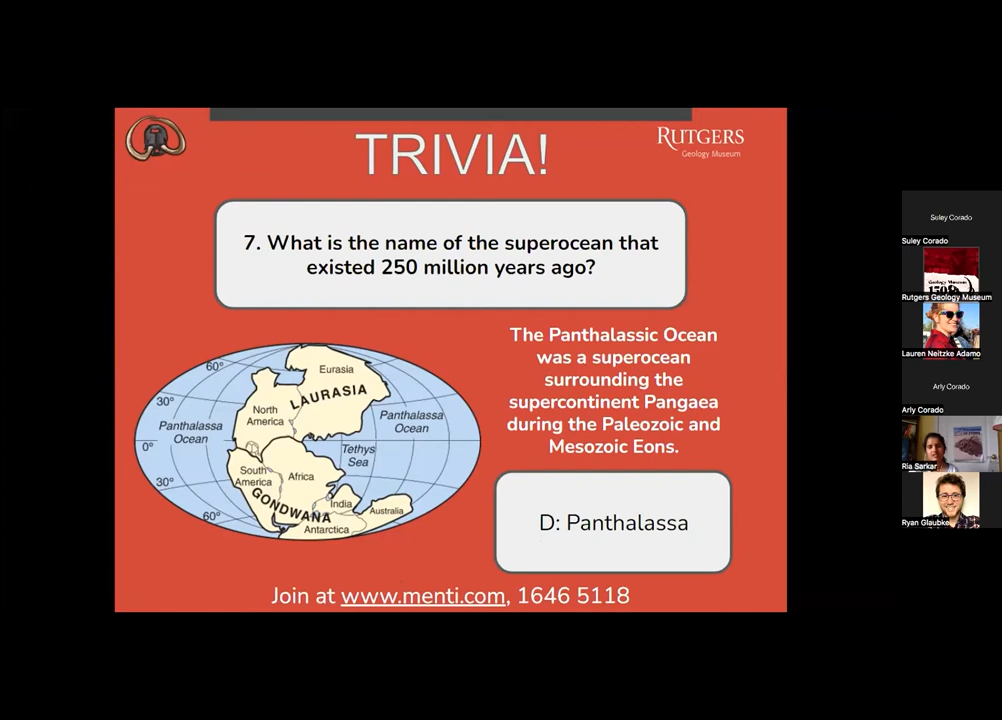 TRIVIA!
RUTGERS
Geology Museum
7. What is the name of the superocean that
existed 250 million years ago?
The Panthalassic Ocean
was a superocean
surrounding the
supercontinent Pangaea
during the Paleozoic and
Mesozoic Eons.
60°
30°
0°
30°
60°
Eurasia
LAURASIA
North
America
Panthalassa
Ocean
Panthalassa
Ocean
Tethys
Sea
South
America
Africa
GONDWANA
India
Australia
Antarctica
D: Panthalassa
Join at www.menti.com, 1646 5118
Suley Corado
Suley Corado
Geology Museum
Rutgers Geology Museum
Lauren Neitzke Adamo
Arly Corado
Arly Corado
Ria Sarkar
Ryan Glaubke